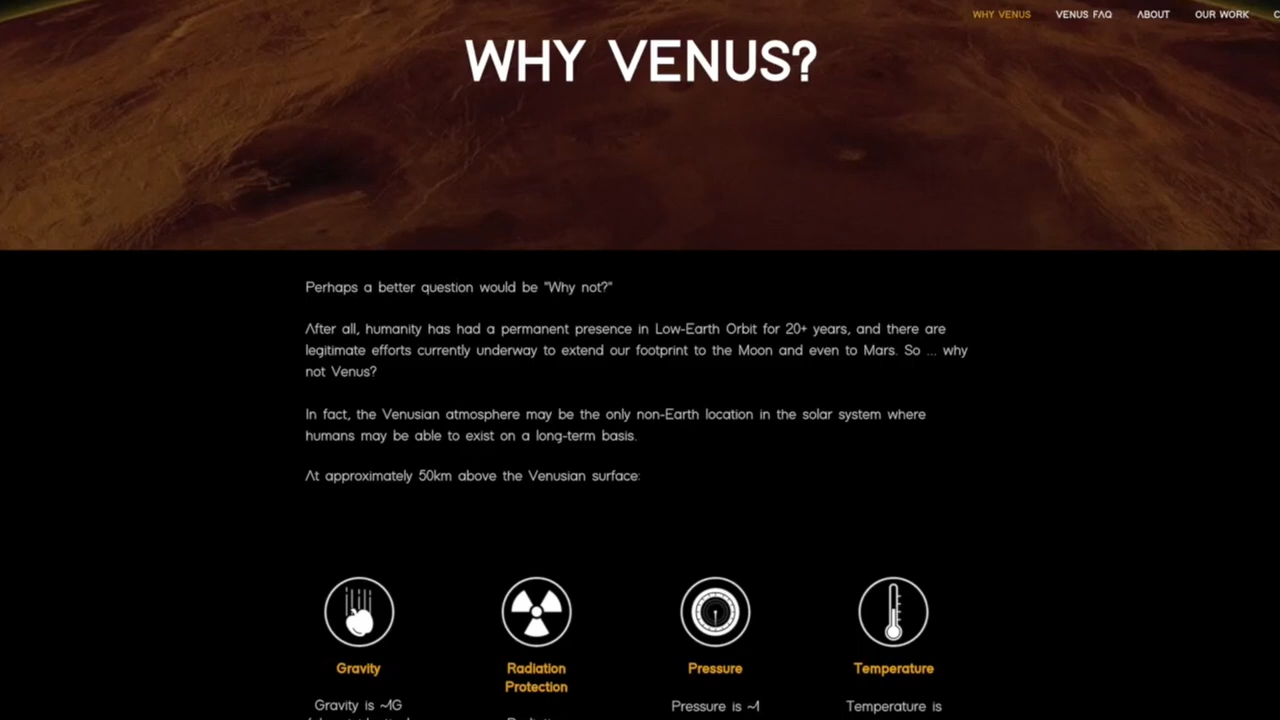 WHY VENUS
VENUS FAQ
ABOUT
OUR WORK
WHY VENUS?
Perhaps a better question would be "Why not?"
After all, humanity has had a permanent presence in Low-Earth Orbit for 20+ years, and there are
legitimate efforts currently underway to extend our footprint to the Moon and even to Mars. So ... why
not Venus?
In fact, the Venusian atmosphere may be the only non-Earth location in the solar system where
humans may be able to exist on a long-term basis.
At approximately 50km above the Venusian surface:
Gravity
Gravity is ~1G
Radiation
Protection
Pressure
Pressure is ~1
Temperature
Temperature is